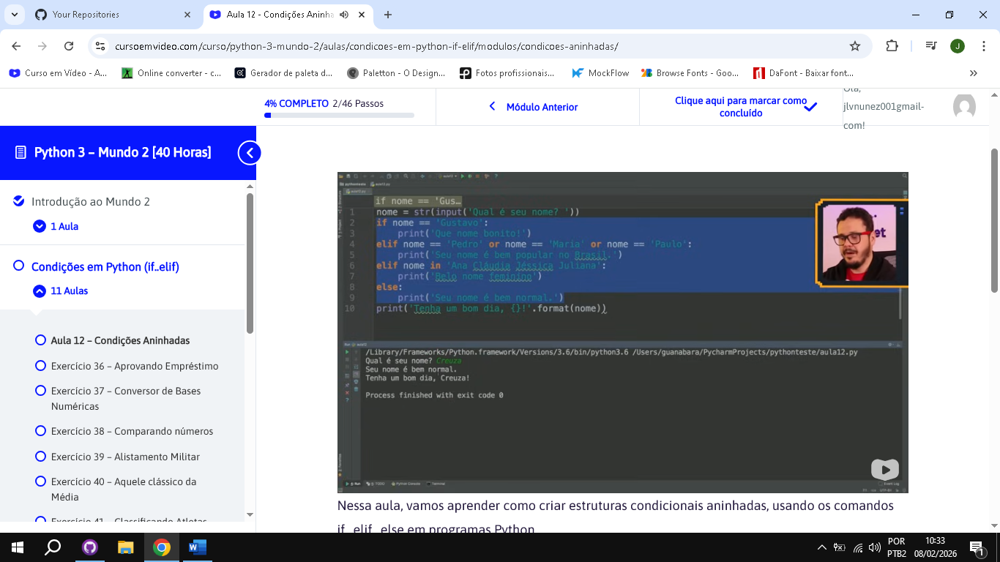 Your Repositories
Aula 12 - Condições Aninha
cursoemvideo.com/curso/python-3-mundo-2/aulas/condicoes-em-python-if-elif/modulos/condicoes-aninhadas/
J
Curso em Vídeo - A... Online converter - c... Gerador de paleta d... Paletton - O Design... Fotos profissionais... MockFlow Browse Fonts - Goo... DaFont - Baixar font...
4% COMPLETO 2/46 Passos
Módulo Anterior
Clique aqui para marcar como
concluído
Olá,
jlvnunez001gmail-
com!
Python 3 – Mundo 2 [40 Horas]
Introdução ao Mundo 2
1 Aula
Condições em Python (if..elif)
11 Aulas
Aula 12 – Condições Aninhadas
Exercício 36 – Aprovando Empréstimo
Exercício 37 – Conversor de Bases
Numéricas
Exercício 38 – Comparando números
Exercício 39 – Alistamento Militar
Exercício 40 – Aquele clássico da
Média
Exercício 41 – Classificando Atletas
if nome == 'Gus…
1 nome = str(input('Qual é seu nome? '))
2 if nome == 'Gustavo':
3 print('Que nome bonito!')
4 elif nome == 'Pedro' or nome == 'Maria' or nome == 'Paulo':
5 print('Seu nome é bem popular no Brasil.')
6 elif nome in 'Ana Cláudia Jéssica Juliana':
7 print('Belo nome feminino')
8 else:
9 print('Seu nome é bem normal.')
10 print('Tenha um bom dia, {}!'.format(nome))
Run aula12
/Library/Frameworks/Python.framework/Versions/3.6/bin/python3.6 /Users/guanabara/PycharmProjects/pythonteste/aula12.py
Qual é seu nome? Creuza
Seu nome é bem normal.
Tenha um bom dia, Creuza!
Process finished with exit code 0
Python Console Terminal
Event Log
Nessa aula, vamos aprender como criar estruturas condicionais aninhadas, usando os comandos
if.. elif.. else em programas Python
POR
PTB2
10:33
08/02/2026
1